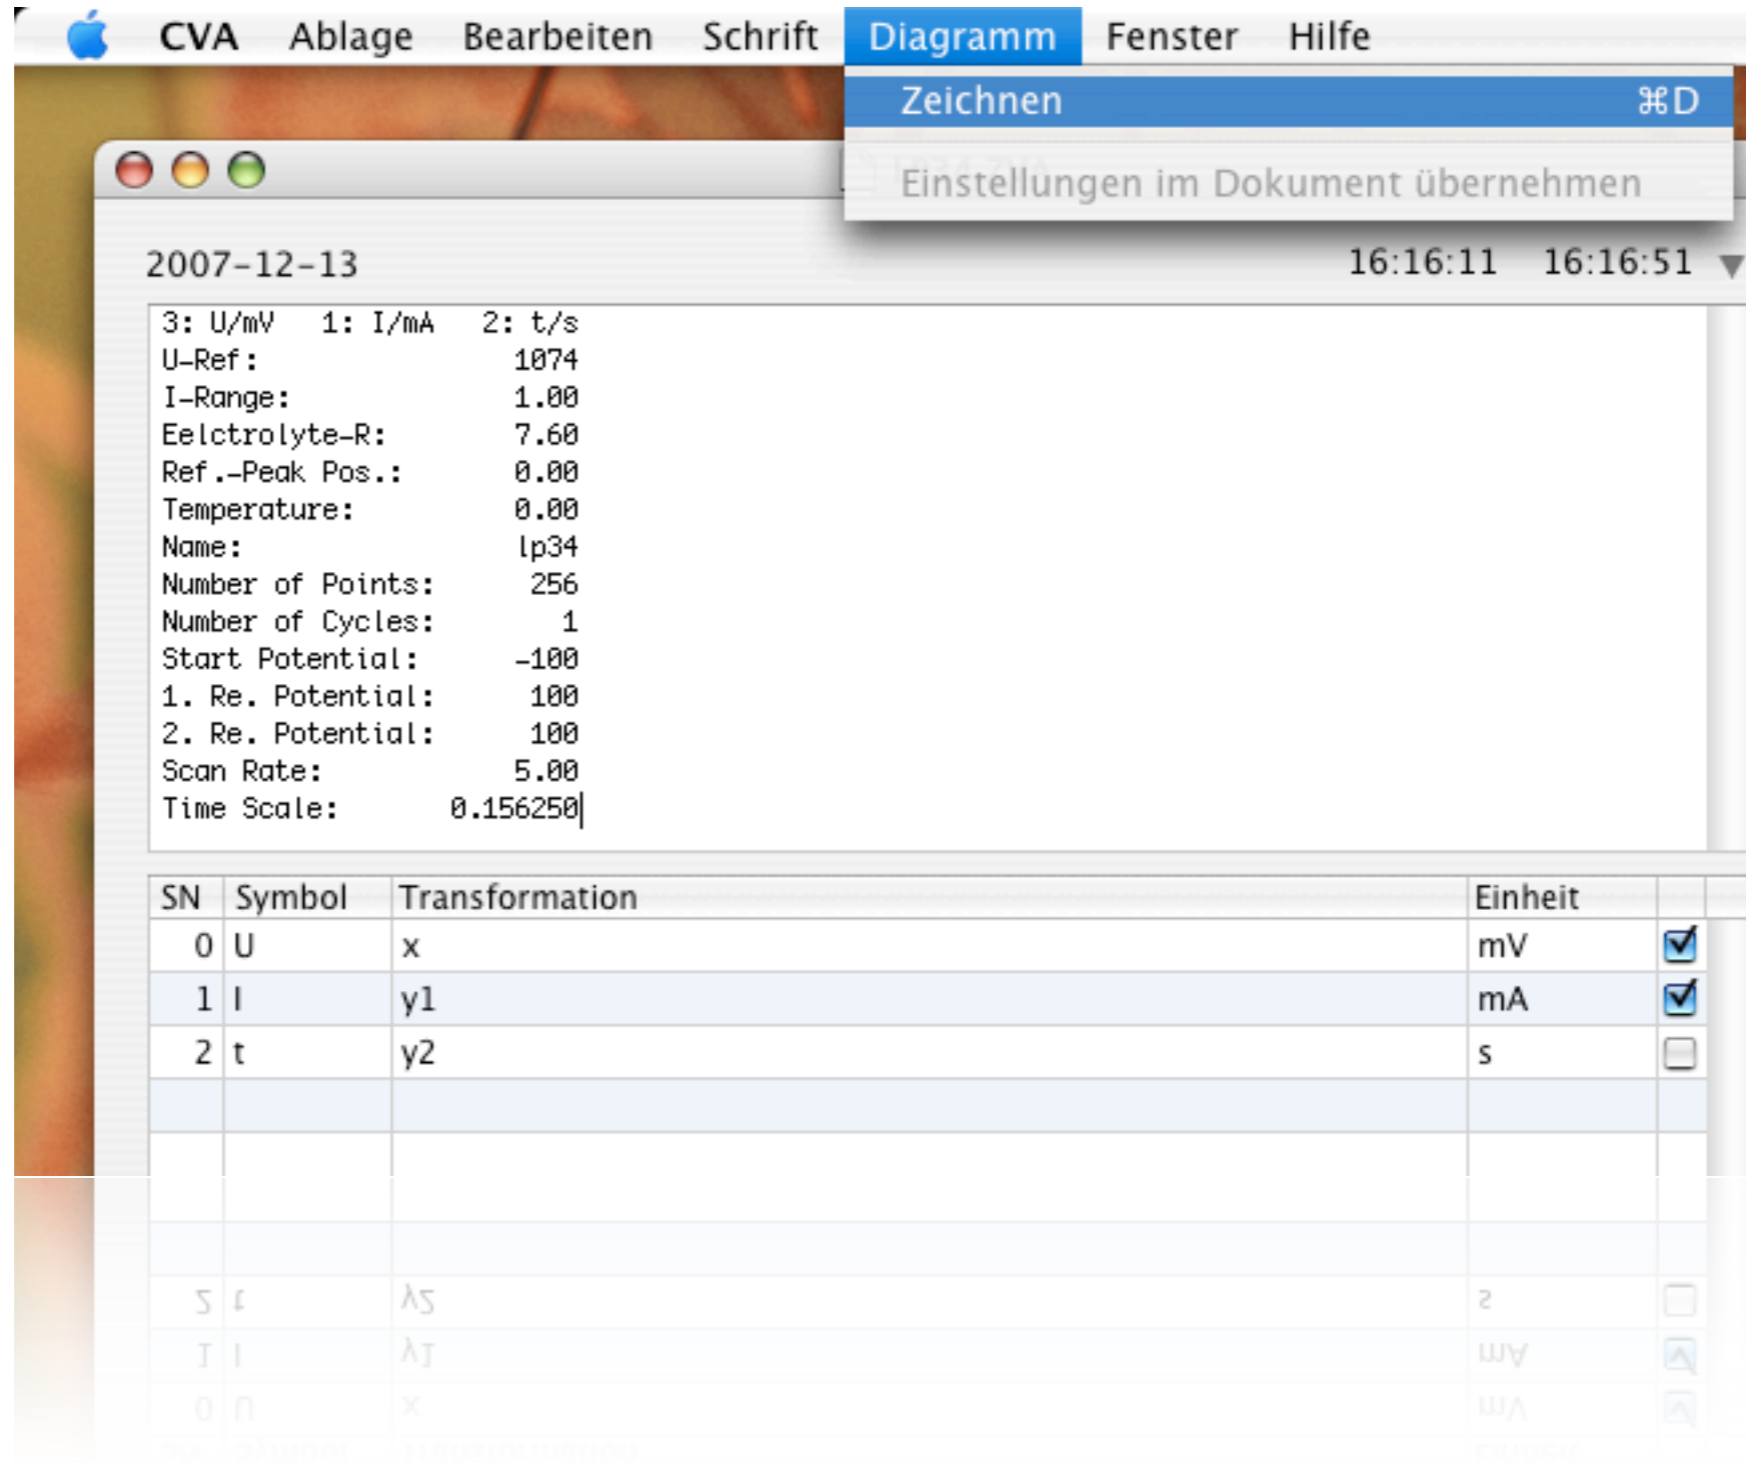 CVA Ablage Bearbeiten Schrift Diagramm Fenster Hilfe
Zeichnen ⌘D
Einstellungen im Dokument übernehmen
2007-12-13 16:16:11 16:16:51
3: U/mV 1: I/mA 2: t/s
U-Ref: 1074
I-Range: 1.00
Eelctrolyte-R: 7.60
Ref.-Peak Pos.: 0.00
Temperature: 0.00
Name: lp34
Number of Points: 256
Number of Cycles: 1
Start Potential: -100
1. Re. Potential: 100
2. Re. Potential: 100
Scan Rate: 5.00
Time Scale: 0.156250
SN Symbol Transformation Einheit
0 U x mV
1 I y1 mA
2 t y2 s